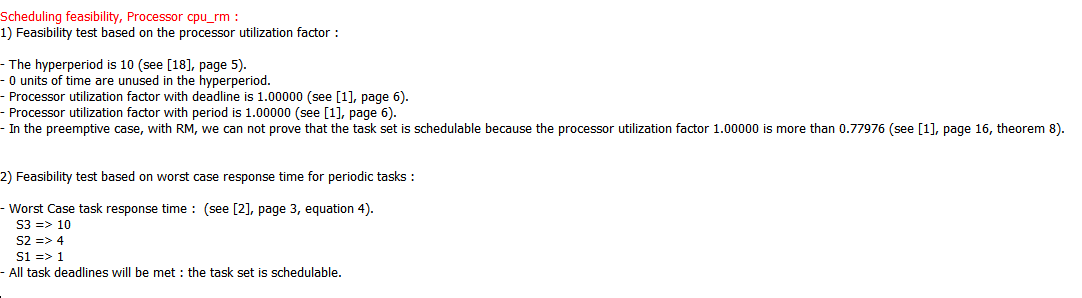 Scheduling feasibility, Processor cpu_rm :
1) Feasibility test based on the processor utilization factor :
- The hyperperiod is 10 (see [18], page 5).
- 0 units of time are unused in the hyperperiod.
- Processor utilization factor with deadline is 1.00000 (see [1], page 6).
- Processor utilization factor with period is 1.00000 (see [1], page 6).
- In the preemptive case, with RM, we can not prove that the task set is schedulable because the processor utilization factor 1.00000 is more than 0.77976 (see [1], page 16, theorem 8).
2) Feasibility test based on worst case response time for periodic tasks :
- Worst Case task response time :  (see [2], page 3, equation 4).
S3 => 10
S2 => 4
S1 => 1
- All task deadlines will be met : the task set is schedulable.